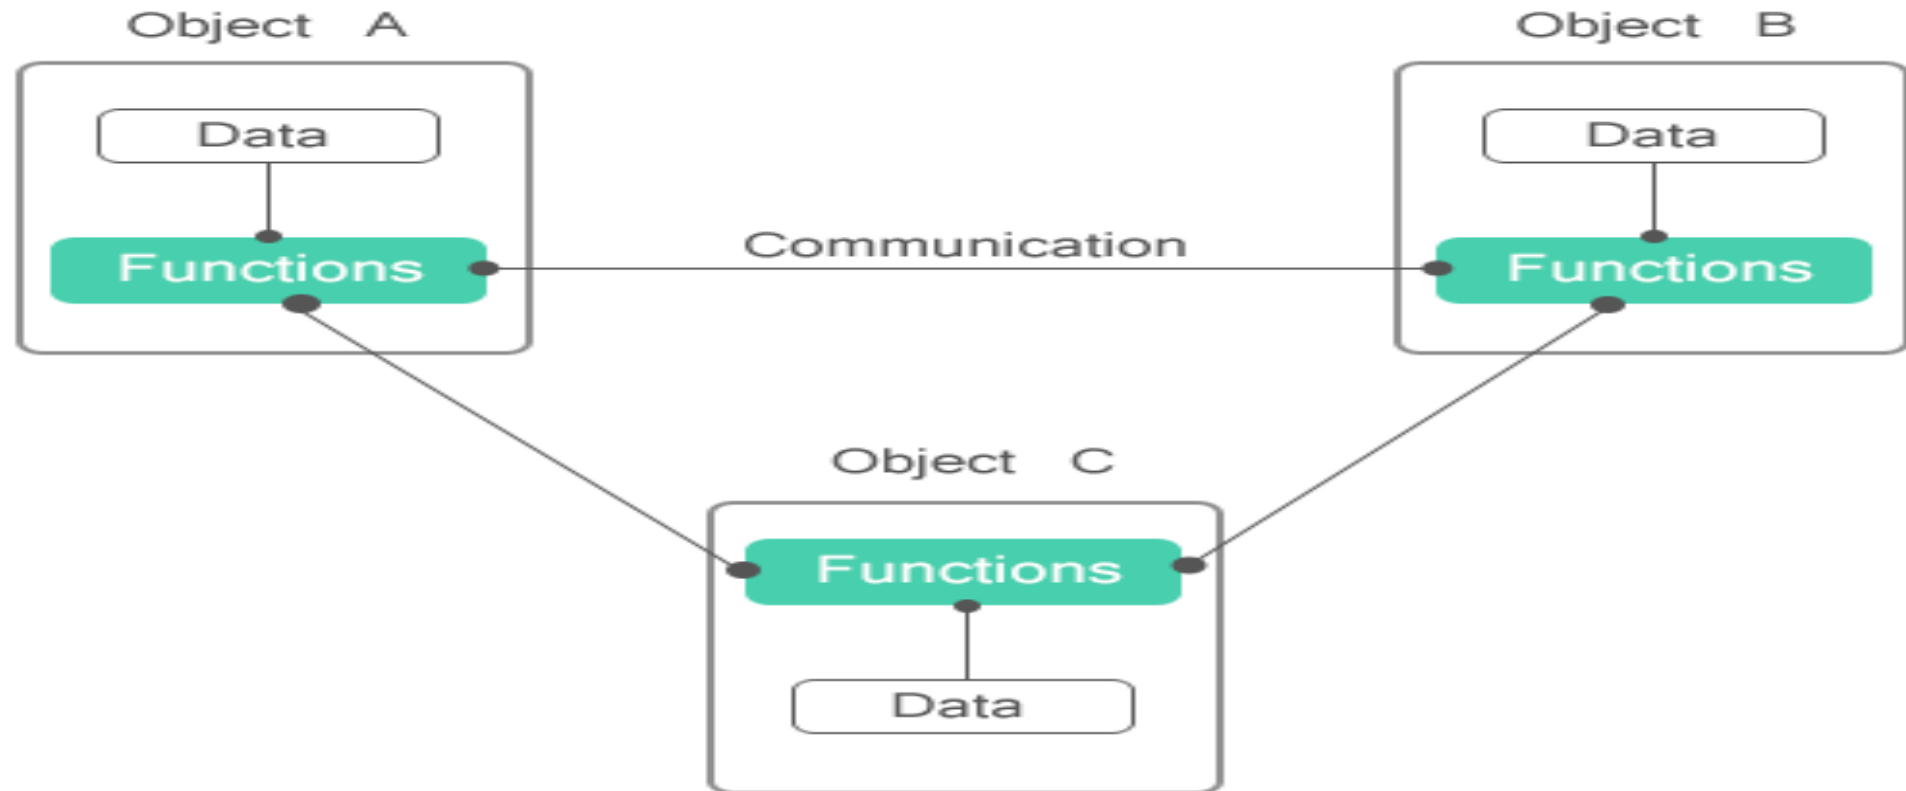 Object A
Object B
Data
Data
Communication
Functions
Functions
Object C
Functions
Data